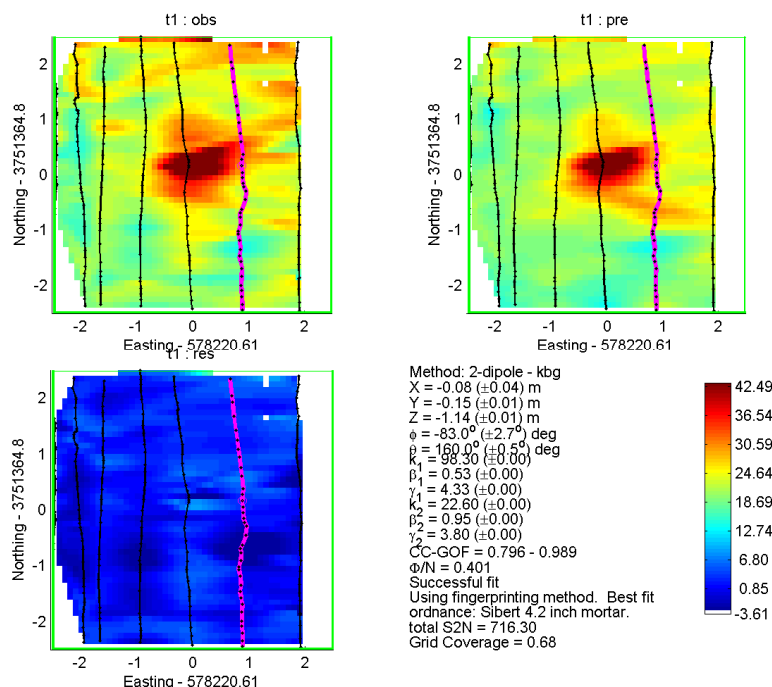 t1 : obs
2
1
0
-1
-2
Northing - 3751364.8
-2 -1 0 1 2
Easting - 578220.61
t1 : pre
2
1
0
-1
-2
Northing - 3751364.8
-2 -1 0 1 2
Easting - 578220.61
t1 : res
2
1
0
-1
-2
Northing - 3751364.8
-2 -1 0 1 2
Easting - 578220.61
Method: 2-dipole - kbg
X = -0.08 (±0.04) m
Y = -0.15 (±0.01) m
Z = -1.14 (±0.01) m
ϕ = -83.0° (±2.7°) deg
θ = 160.0° (±0.5°) deg
k₁ = 98.30 (±0.00)
β₁ = 0.53 (±0.00)
γ₁ = 4.33 (±0.00)
k₂ = 22.60 (±0.00)
β₂ = 0.95 (±0.00)
γ₂ = 3.80 (±0.00)
CC-GOF = 0.796 - 0.989
Φ/N = 0.401
Successful fit
Using fingerprinting method. Best fit
ordnance: Sibert 4.2 inch mortar.
total S2N = 716.30
Grid Coverage = 0.68
42.49
36.54
30.59
24.64
18.69
12.74
6.80
0.85
-3.61